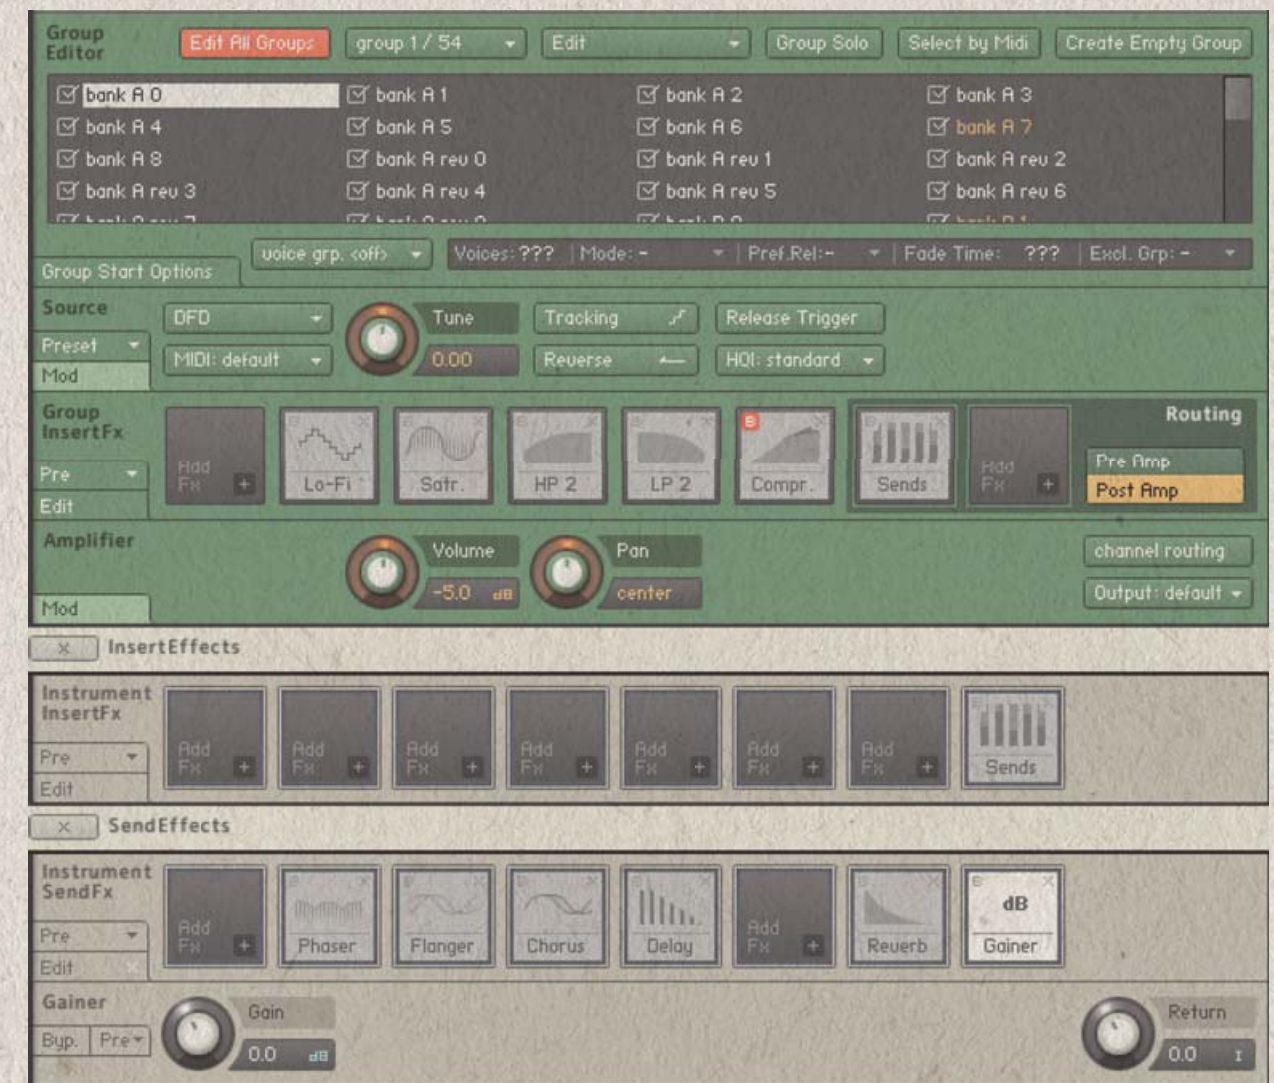 Group Editor
Edit All Groups group 1 / 54 Edit Group Solo Select by Midi Create Empty Group
bank A 0 bank A 1 bank A 2 bank A 3
bank A 4 bank A 5 bank A 6 bank A 7
bank A 8 bank A rev 0 bank A rev 1 bank A rev 2
bank A rev 3 bank A rev 4 bank A rev 5 bank A rev 6
Group Start Options
voice grp. <off> Voices: ??? Mode: - Pref.Rel:- Fade Time: ??? Excl. Grp: -
Source
Preset
Mod
DFD Tune Tracking Release Trigger
MIDI: default 0.00 Reverse HQI: standard
Group
InsertFx
Pre
Edit
Add
Fx
Lo-Fi
Satr.
HP 2
LP 2
Compr.
Sends
Add
Fx
Routing
Pre Amp
Post Amp
Amplifier
Mod
Volume
-5.0 dB
Pan
center
channel routing
Output: default
InsertEffects
Instrument
InsertFx
Pre
Edit
Add Add Add Add Add Add Add
Fx Fx Fx Fx Fx Fx Fx
Sends
SendEffects
Instrument
SendFx
Pre
Edit
Add
Fx
Phaser
Flanger
Chorus
Delay
Add
Fx
Reverb
dB
Gainer
Gainer
Byp. Pre
Gain
0.0 dB
Return
0.0